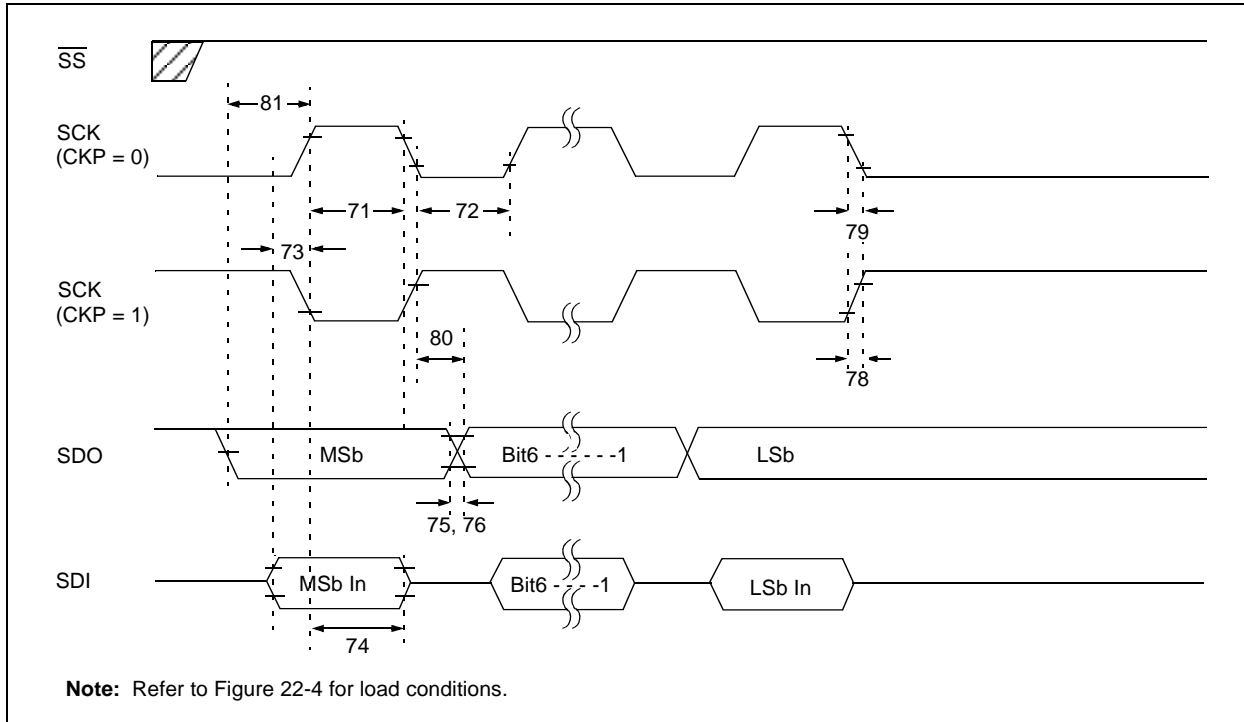 SS
81
SCK
(CKP = 0)
71
72
73
79
SCK
(CKP = 1)
80
78
SDO
MSb
Bit6 - - - - - -1
LSb
75, 76
SDI
MSb In
Bit6 - - - -1
LSb In
74
Note: Refer to Figure 22-4 for load conditions.